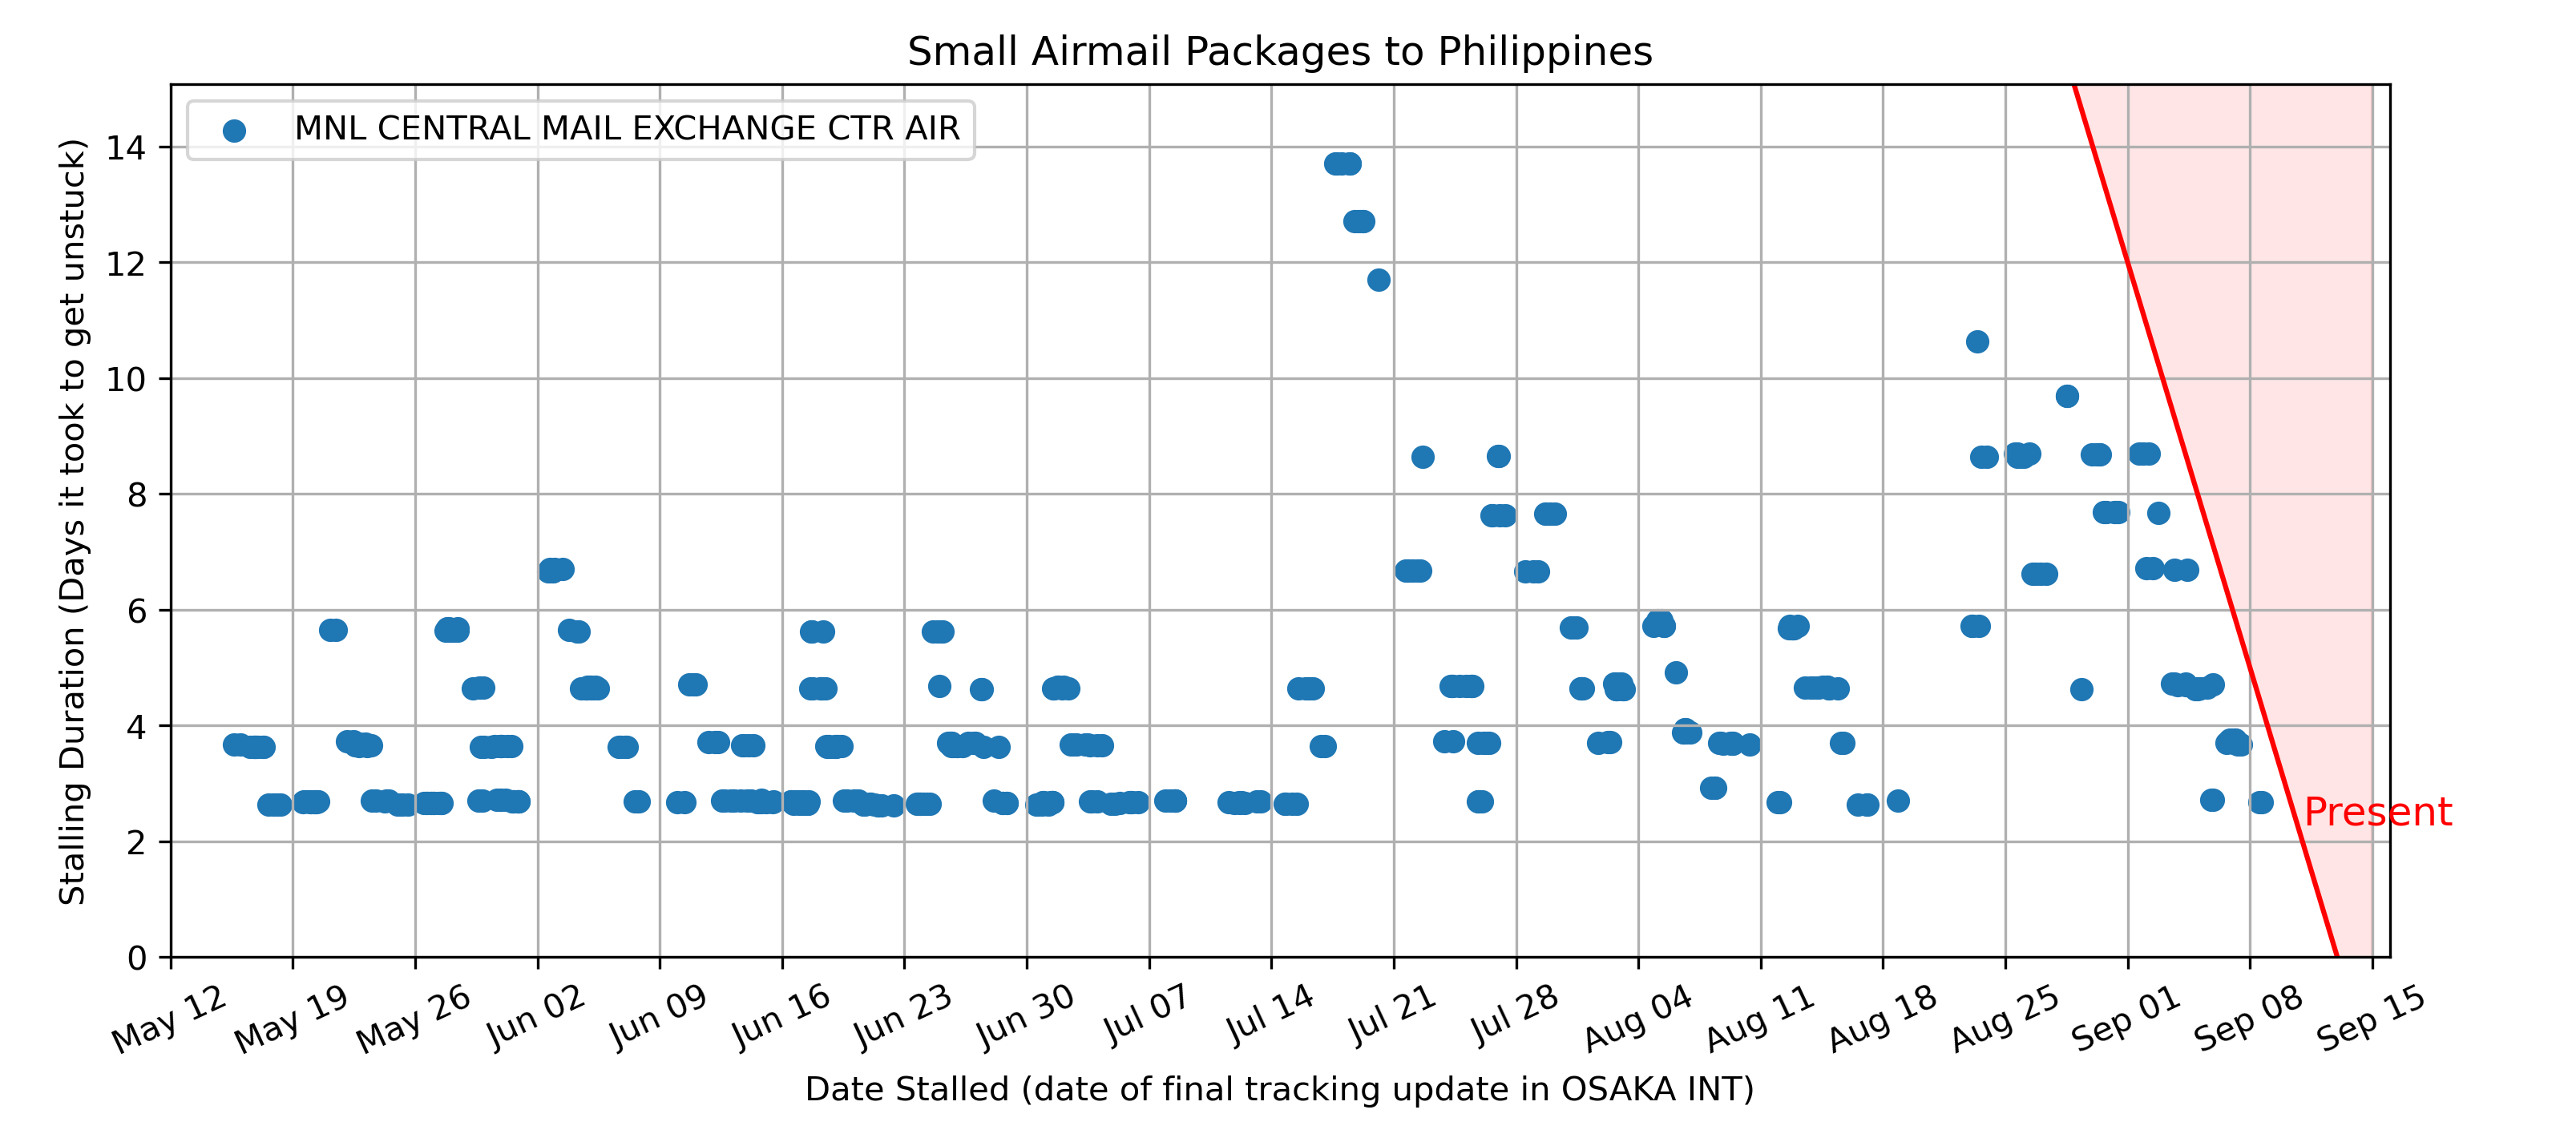 Small Airmail Packages to Philippines
MNL CENTRAL MAIL EXCHANGE CTR AIR
Stalling Duration (Days it took to get unstuck)
14
12
10
8
6
4
2
0
Present
May 12
May 19
May 26
Jun 02
Jun 09
Jun 16
Jun 23
Jun 30
Jul 07
Jul 14
Jul 21
Jul 28
Aug 04
Aug 11
Aug 18
Aug 25
Sep 01
Sep 08
Sep 15
Date Stalled (date of final tracking update in OSAKA INT)